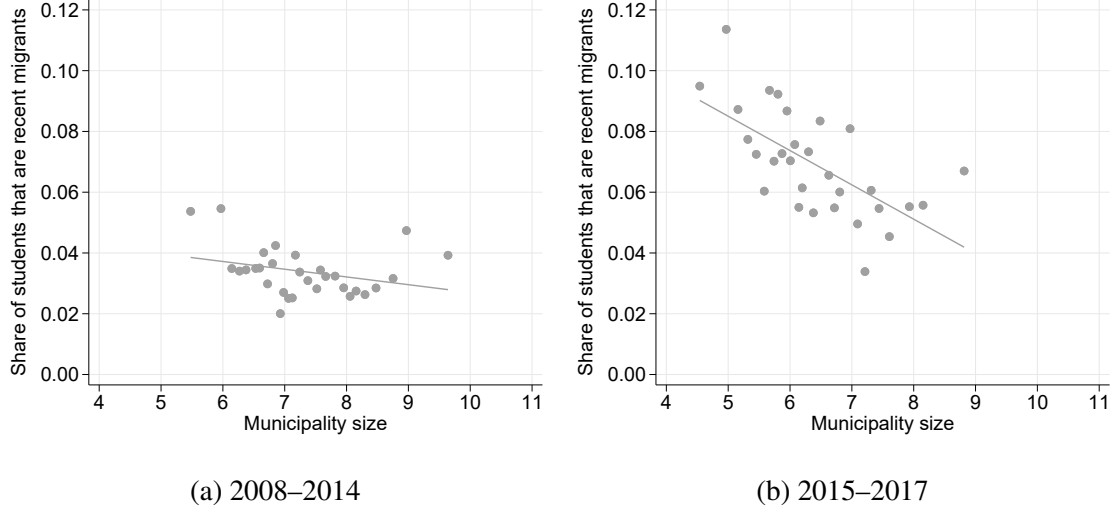 Share of students that are recent migrants
0.12
0.10
0.08
0.06
0.04
0.02
0.00
4 5 6 7 8 9 10 11
Municipality size
(a) 2008–2014
Share of students that are recent migrants
0.12
0.10
0.08
0.06
0.04
0.02
0.00
4 5 6 7 8 9 10 11
Municipality size
(b) 2015–2017